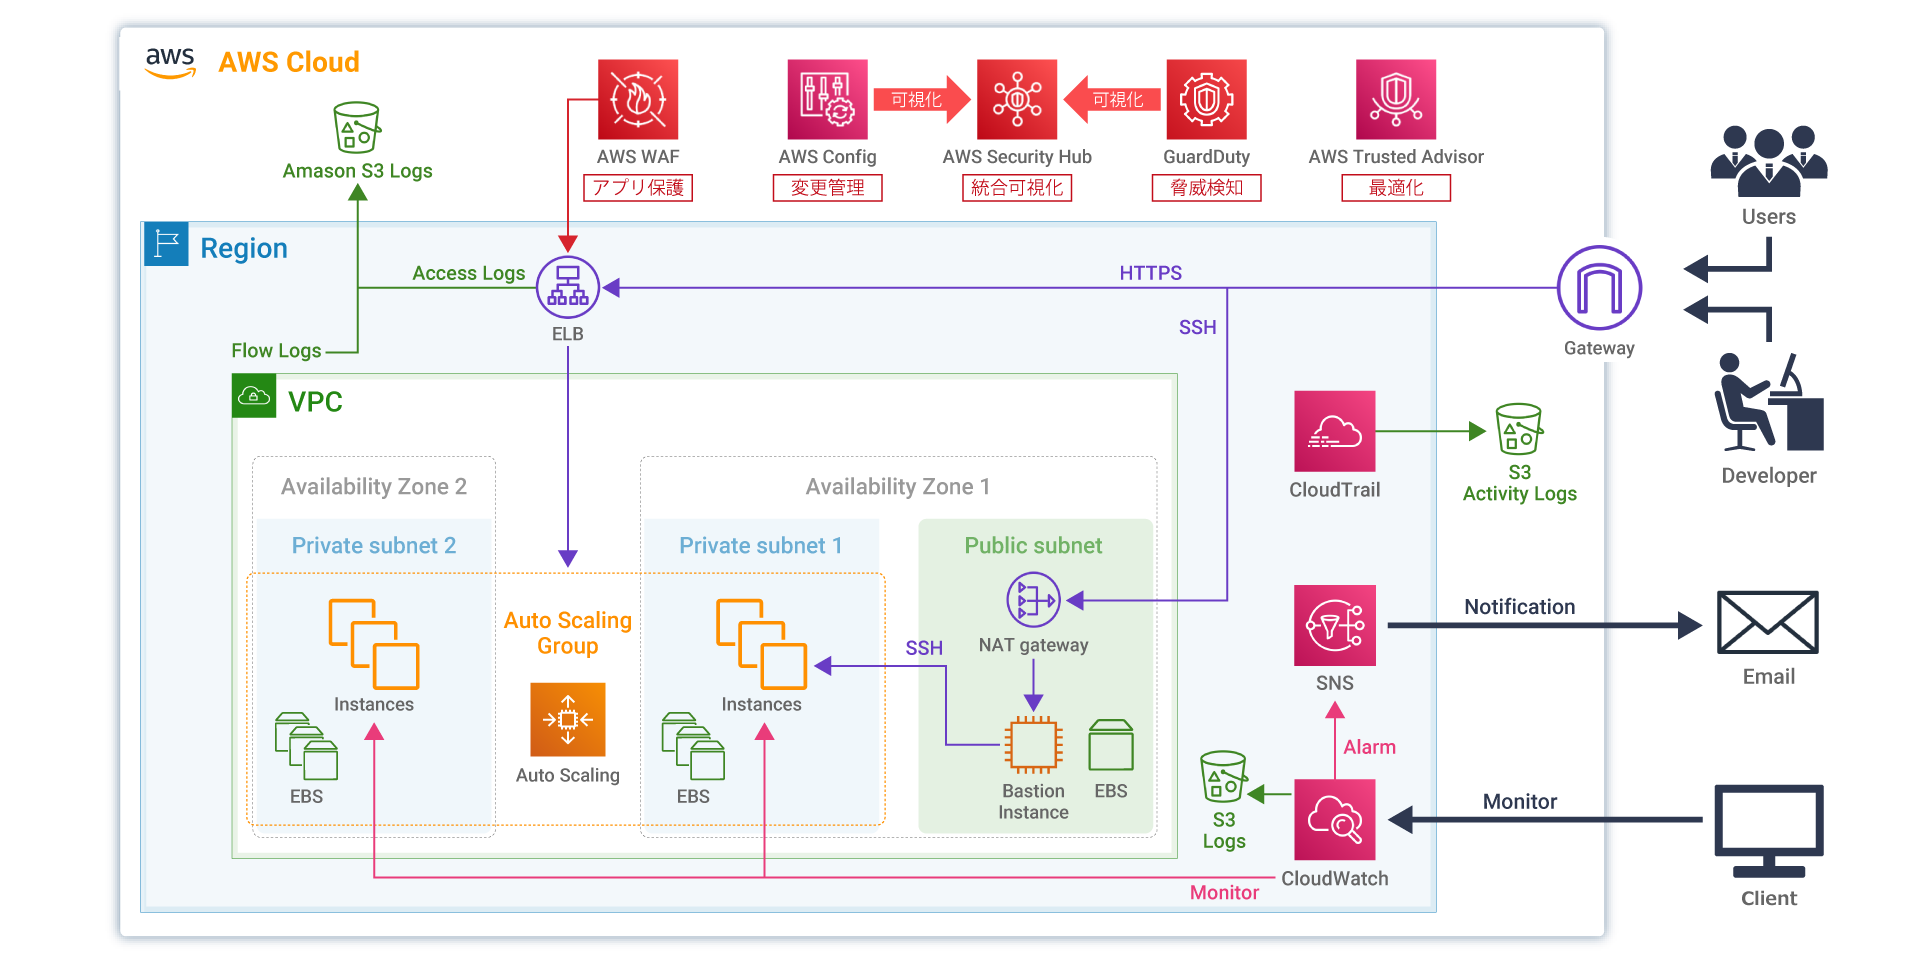 aws
AWS Cloud
Amason S3 Logs
AWS WAF
アプリ保護
AWS Config
変更管理
可視化
AWS Security Hub
統合可視化
可視化
GuardDuty
脅威検知
AWS Trusted Advisor
最適化
Users
Region
Access Logs
ELB
HTTPS
SSH
Gateway
Flow Logs
VPC
Developer
CloudTrail
S3
Activity Logs
Availability Zone 2
Availability Zone 1
Private subnet 2
Private subnet 1
Public subnet
Auto Scaling
Group
NAT gateway
SSH
Instances
Instances
Auto Scaling
EBS
EBS
Bastion
Instance
EBS
SNS
Notification
Email
Alarm
S3
Logs
CloudWatch
Monitor
Monitor
Client